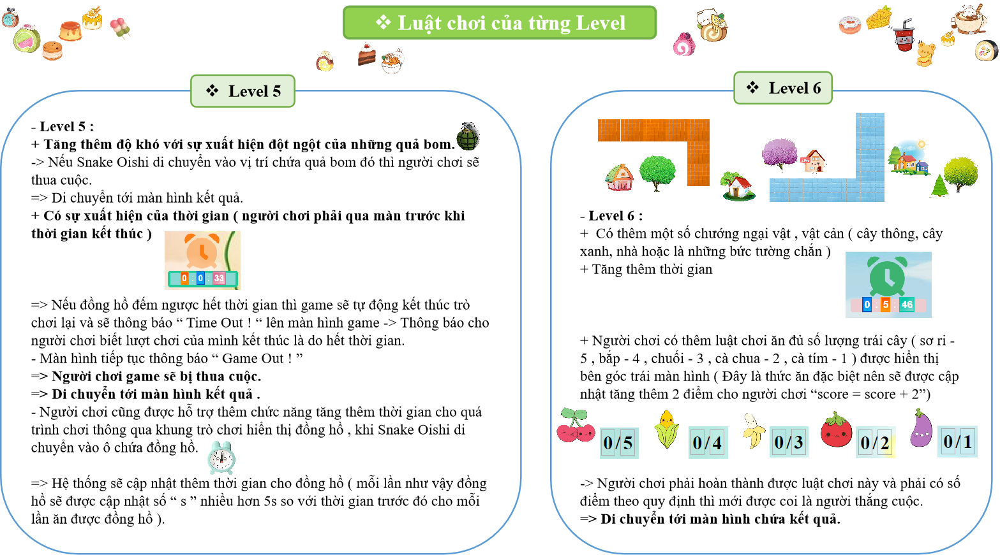 ❖ Luật chơi của từng Level
❖ Level 5
- Level 5 :
+ Tăng thêm độ khó với sự xuất hiện đột ngột của những quả bom.
-> Nếu Snake Oishi di chuyển vào vị trí chứa quả bom đó thì người chơi sẽ
thua cuộc.
=> Di chuyển tới màn hình kết quả.
+ Có sự xuất hiện của thời gian ( người chơi phải qua màn trước khi
thời gian kết thúc )
0 : 0 : 33
=> Nếu đồng hồ đếm ngược hết thời gian thì game sẽ tự động kết thúc trò
chơi lại và sẽ thông báo “ Time Out ! “ lên màn hình game -> Thông báo cho
người chơi biết lượt chơi của mình kết thúc là do hết thời gian.
- Màn hình tiếp tục thông báo “ Game Out ! ”
=> Người chơi game sẽ bị thua cuộc.
=> Di chuyển tới màn hình kết quả .
- Người chơi cũng được hỗ trợ thêm chức năng tăng thêm thời gian cho quá
trình chơi thông qua khung trò chơi hiển thị đồng hồ , khi Snake Oishi di
chuyển vào ô chứa đồng hồ.
=> Hệ thống sẽ cập nhật thêm thời gian cho đồng hồ ( mỗi lần như vậy đồng
hồ sẽ được cập nhật số “ s ” nhiều hơn 5s so với thời gian trước đó cho mỗi
lần ăn được đồng hồ ).
❖ Level 6
- Level 6 :
+ Có thêm một số chướng ngại vật , vật cản ( cây thông, cây
xanh, nhà hoặc là những bức tường chắn )
+ Tăng thêm thời gian
0 : 5 : 46
+ Người chơi có thêm luật chơi ăn đủ số lượng trái cây ( sơ ri -
5 , bắp - 4 , chuối - 3 , cà chua - 2 , cà tím - 1 ) được hiển thị
bên góc trái màn hình ( Đây là thức ăn đặc biệt nên sẽ được cập
nhật tăng thêm 2 điểm cho người chơi “score = score + 2”)
0/5 0/4 0/3 0/2 0/1
-> Người chơi phải hoàn thành được luật chơi này và phải có số
điểm theo quy định thì mới được coi là người thắng cuộc.
=> Di chuyển tới màn hình chứa kết quả.